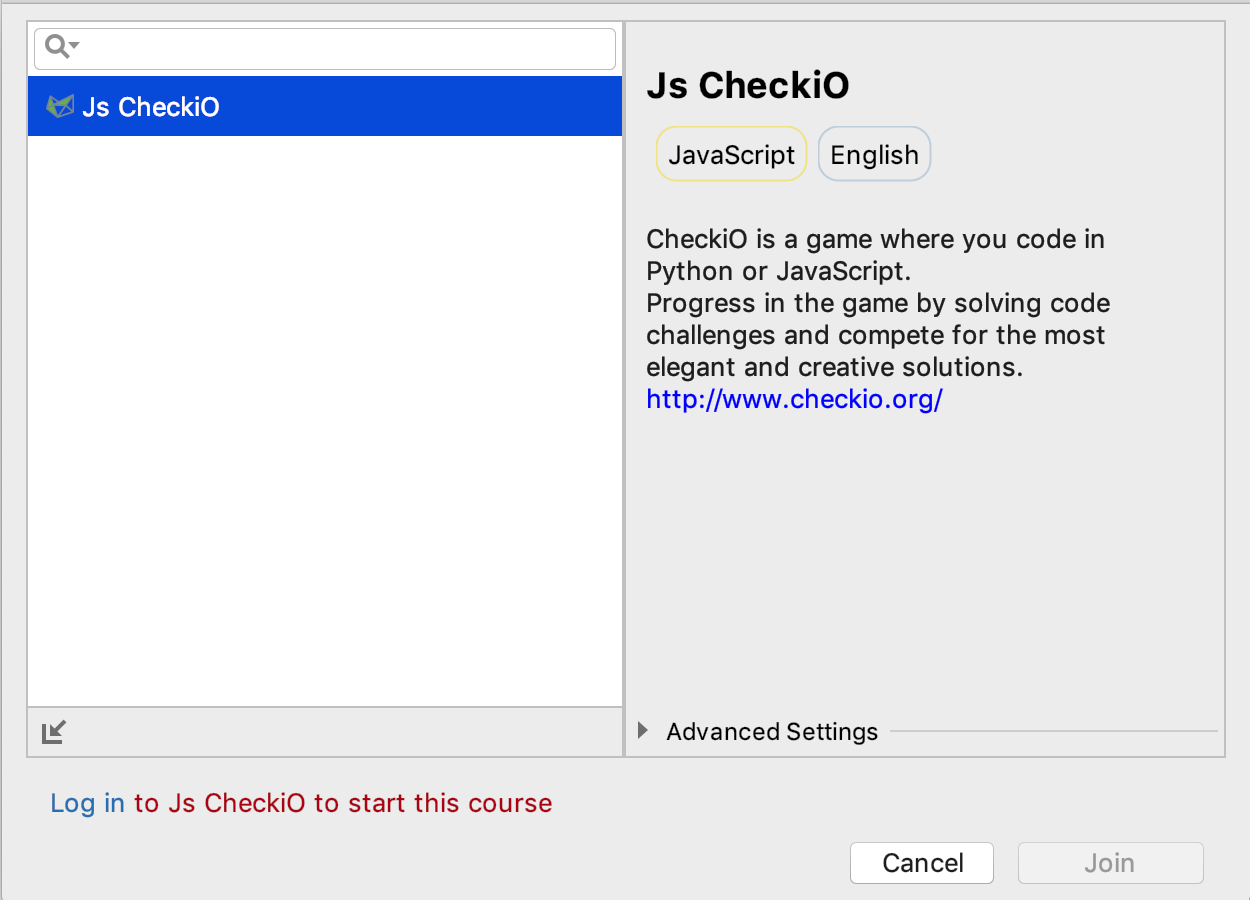 Js CheckiO
Js CheckiO
JavaScript English
CheckiO is a game where you code in
Python or JavaScript.
Progress in the game by solving code
challenges and compete for the most
elegant and creative solutions.
http://www.checkio.org/
Advanced Settings
Log in to Js CheckiO to start this course
Cancel Join